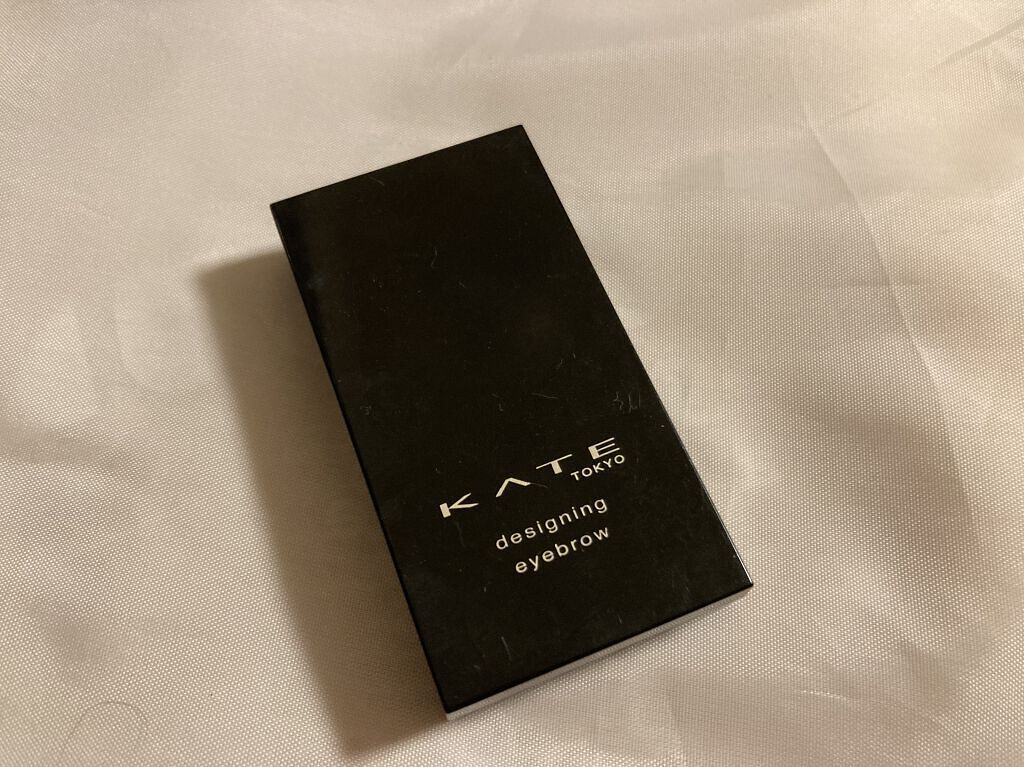 KATE
TOKYO
designing
eyebrow